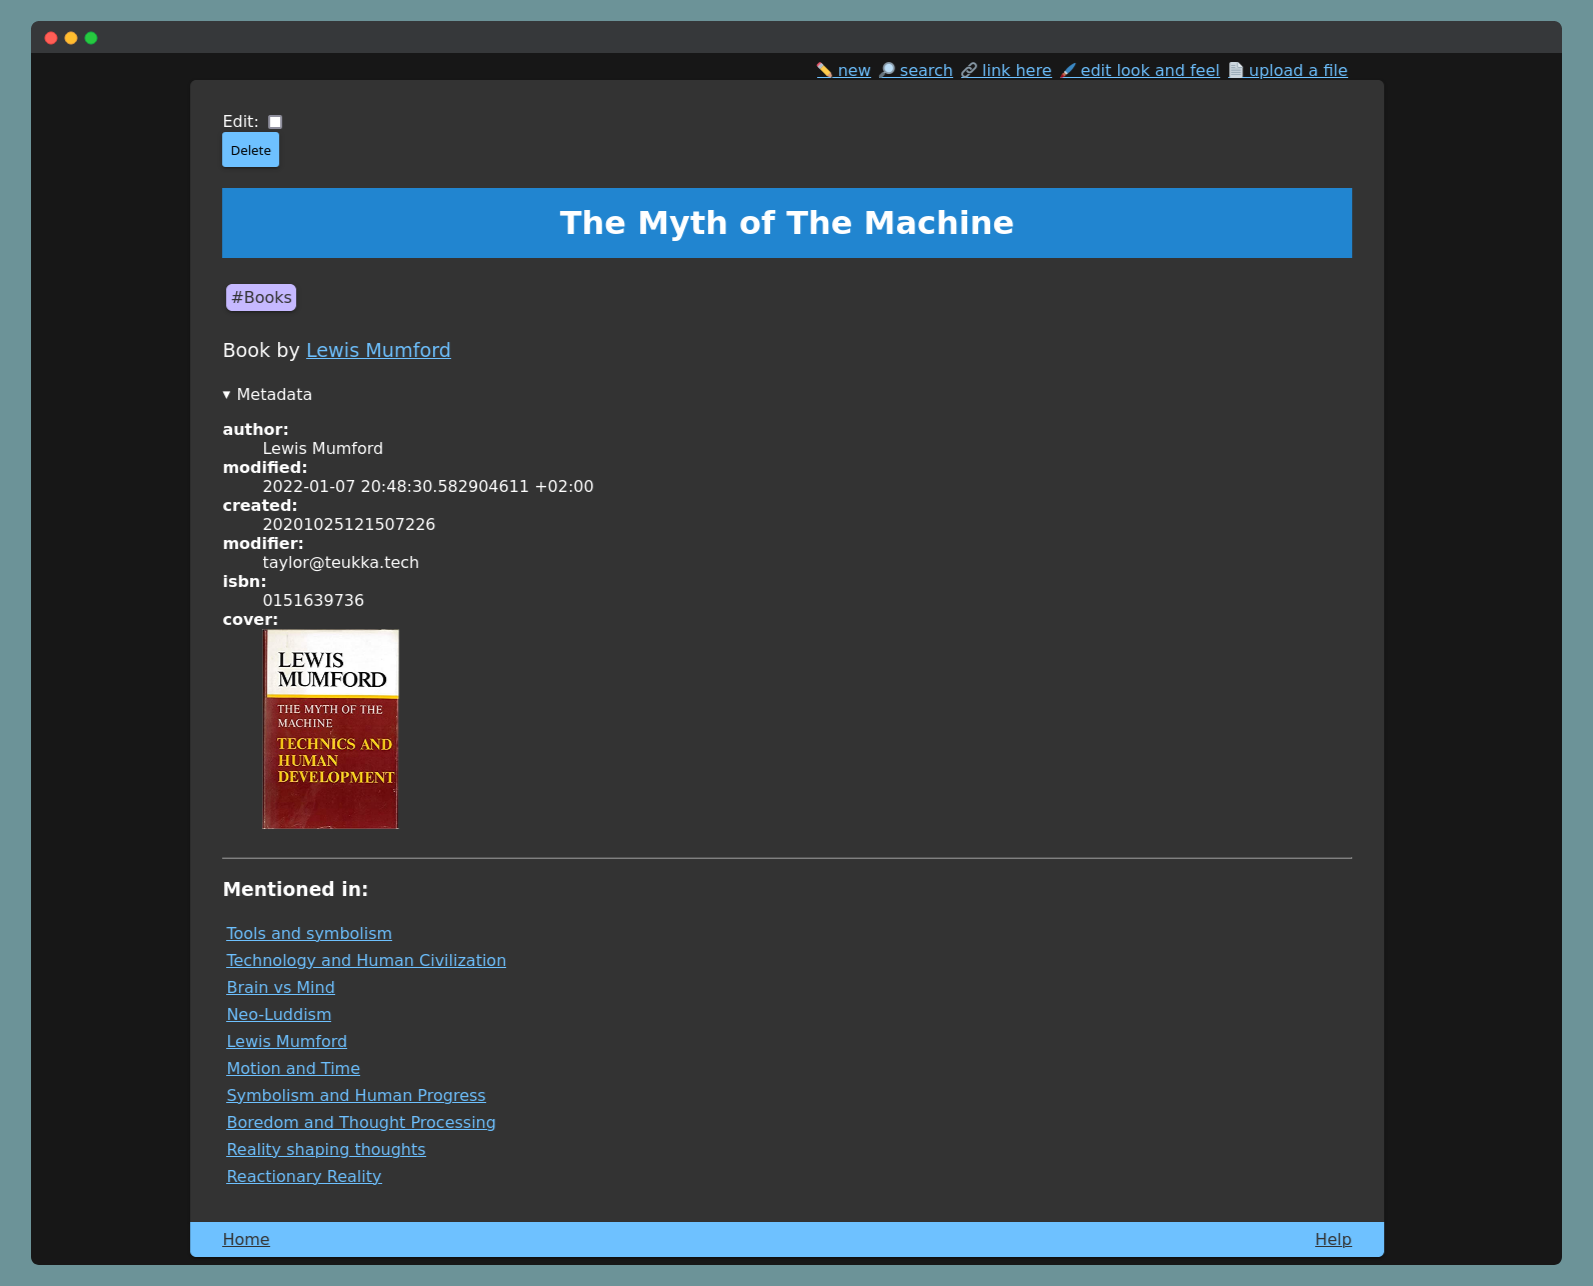 new search link here edit look and feel upload a file
Edit:
Delete
The Myth of The Machine
#Books
Book by Lewis Mumford
▾ Metadata
author:
Lewis Mumford
modified:
2022-01-07 20:48:30.582904611 +02:00
created:
20201025121507226
modifier:
taylor@teukka.tech
isbn:
0151639736
cover:
LEWIS
MUMFORD
THE MYTH OF THE
MACHINE
TECHNICS AND
HUMAN
DEVELOPMENT
Mentioned in:
Tools and symbolism
Technology and Human Civilization
Brain vs Mind
Neo-Luddism
Lewis Mumford
Motion and Time
Symbolism and Human Progress
Boredom and Thought Processing
Reality shaping thoughts
Reactionary Reality
Home Help